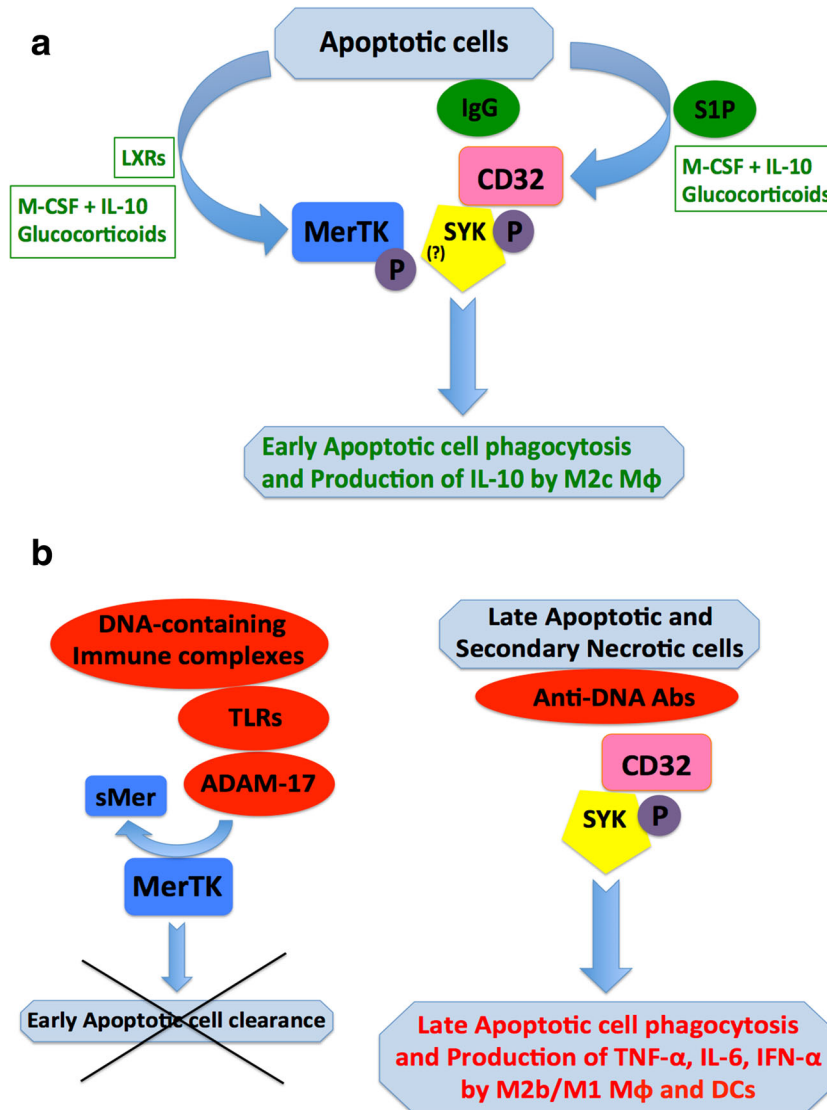 a
Apoptotic cells
IgG
S1P
LXRs
M-CSF + IL-10
Glucocorticoids
CD32
M-CSF + IL-10
Glucocorticoids
MerTK
P
SYK
(?)
P
Early Apoptotic cell phagocytosis
and Production of IL-10 by M2c Mϕ
b
DNA-containing
Immune complexes
TLRs
ADAM-17
sMer
MerTK
Early Apoptotic cell clearance
Late Apoptotic and
Secondary Necrotic cells
Anti-DNA Abs
CD32
SYK
P
Late Apoptotic cell phagocytosis
and Production of TNF-α, IL-6, IFN-α
by M2b/M1 Mϕ and DCs